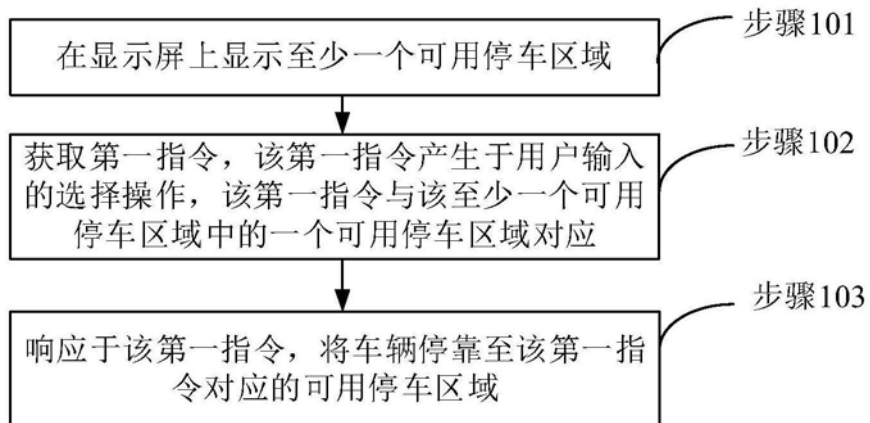 在显示屏上显示至少一个可用停车区域
步骤101
获取第一指令，该第一指令产生于用户输入
的选择操作，该第一指令与该至少一个可用
停车区域中的一个可用停车区域对应
步骤102
响应于该第一指令，将车辆停靠至该第一指
令对应的可用停车区域
步骤103